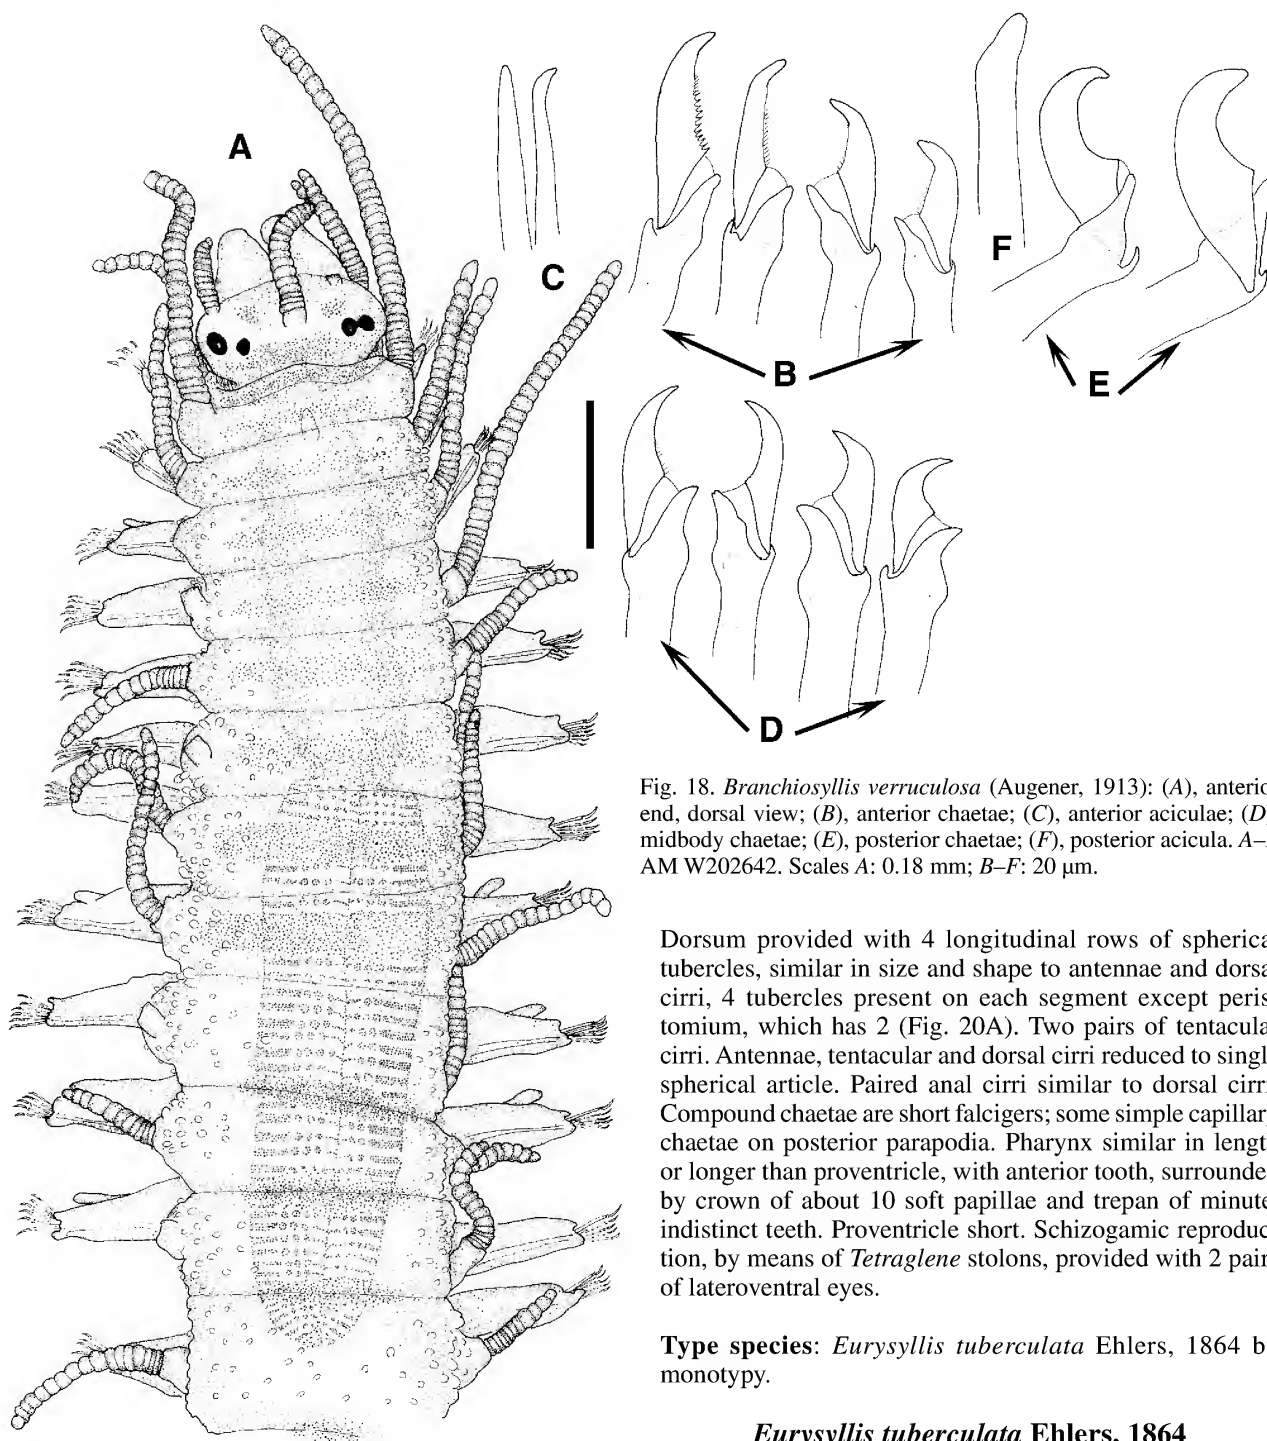 A
C
F
B
E
D
Fig. 18. Branchiosyllis verruculosa (Augener, 1913): (A), anterio
end, dorsal view; (B), anterior chaetae; (C), anterior aciculae; (D
midbody chaetae; (E), posterior chaetae; (F), posterior acicula. A–
AM W202642. Scales A: 0.18 mm; B–F: 20 µm.
Dorsum provided with 4 longitudinal rows of spherica
tubercles, similar in size and shape to antennae and dorsa
cirri, 4 tubercles present on each segment except peris
tomium, which has 2 (Fig. 20A). Two pairs of tentacula
cirri. Antennae, tentacular and dorsal cirri reduced to singl
spherical article. Paired anal cirri similar to dorsal cirri
Compound chaetae are short falcigers; some simple capillary
chaetae on posterior parapodia. Pharynx similar in lengt
or longer than proventricle, with anterior tooth, surrounde
by crown of about 10 soft papillae and trepan of minute
indistinct teeth. Proventricle short. Schizogamic reproduc
tion, by means of Tetraglene stolons, provided with 2 pair
of lateroventral eyes.
Type species: Eurysyllis tuberculata Ehlers, 1864 b
monotypy.
Eurysyllis tuberculata Ehlers, 1864